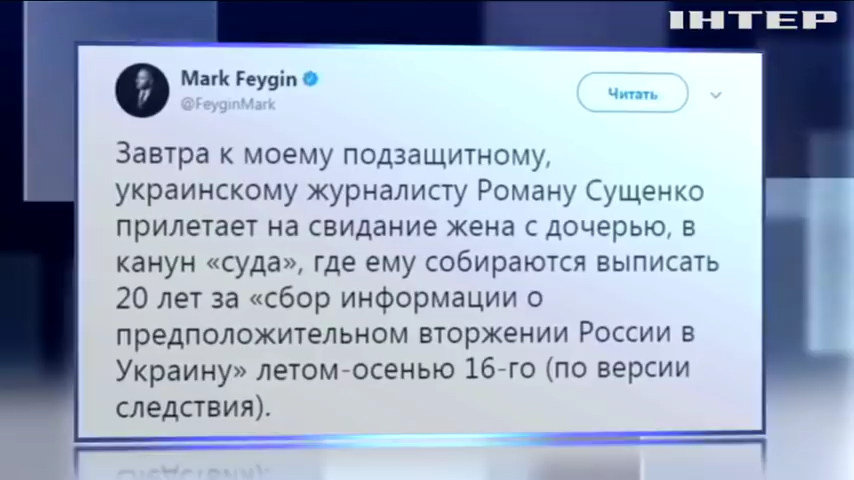 ІНТЕР
Mark Feygin
@FeyginMark
Читать
Завтра к моему подзащитному,
украинскому журналисту Роману Сущенко
прилетает на свидание жена с дочерью, в
канун «суда», где ему собираются выписать
20 лет за «сбор информации о
предположительном вторжении России в
Украину» летом-осенью 16-го (по версии
следствия).